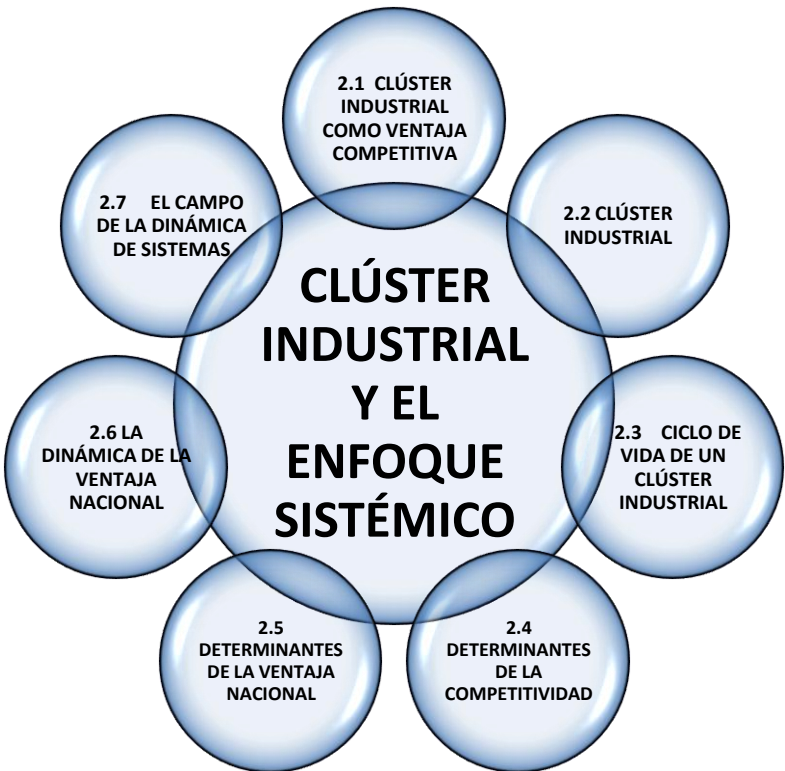 2.1 CLÚSTER
INDUSTRIAL
COMO VENTAJA
COMPETITIVA
2.2 CLÚSTER
INDUSTRIAL
2.3 CICLO DE
VIDA DE UN
CLÚSTER
INDUSTRIAL
2.4
DETERMINANTES
DE LA
COMPETITIVIDAD
2.5
DETERMINANTES
DE LA VENTAJA
NACIONAL
2.6 LA
DINÁMICA DE LA
VENTAJA
NACIONAL
2.7 EL CAMPO
DE LA DINÁMICA
DE SISTEMAS
CLÚSTER
INDUSTRIAL
Y EL
ENFOQUE
SISTÉMICO